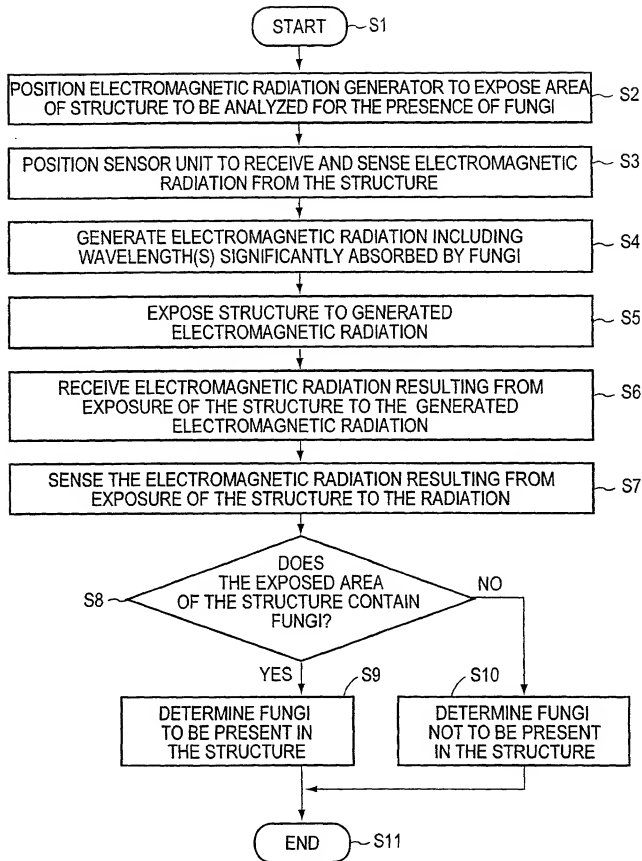 START
S1
POSITION ELECTROMAGNETIC RADIATION GENERATOR TO EXPOSE AREA
OF STRUCTURE TO BE ANALYZED FOR THE PRESENCE OF FUNGI
S2
POSITION SENSOR UNIT TO RECEIVE AND SENSE ELECTROMAGNETIC
RADIATION FROM THE STRUCTURE
S3
GENERATE ELECTROMAGNETIC RADIATION INCLUDING
WAVELENGTH(S) SIGNIFICANTLY ABSORBED BY FUNGI
S4
EXPOSE STRUCTURE TO GENERATED
ELECTROMAGNETIC RADIATION
S5
RECEIVE ELECTROMAGNETIC RADIATION RESULTING FROM
EXPOSURE OF THE STRUCTURE TO THE GENERATED
ELECTROMAGNETIC RADIATION
S6
SENSE THE ELECTROMAGNETIC RADIATION RESULTING FROM
EXPOSURE OF THE STRUCTURE TO THE RADIATION
S7
DOES
THE EXPOSED AREA
OF THE STRUCTURE CONTAIN
FUNGI?
S8
NO
YES
S9
S10
DETERMINE FUNGI
TO BE PRESENT IN
THE STRUCTURE
DETERMINE FUNGI
NOT TO BE PRESENT
IN THE STRUCTURE
END
S11